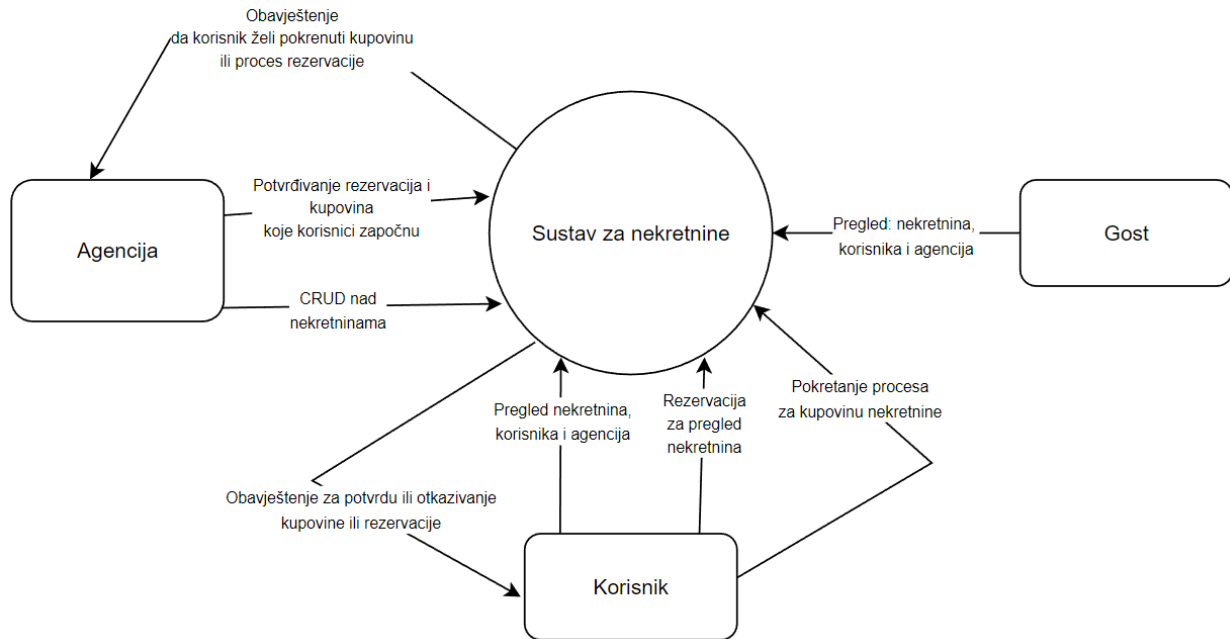 Obavještenje
da korisnik želi pokrenuti kupovinu
ili proces rezervacije
Agencija
Potvrđivanje rezervacija i
kupovina
koje korisnici započnu
CRUD nad
nekretninama
Sustav za nekretnine
Pregled: nekretnina,
korisnika i agencija
Gost
Obavještenje za potvrdu ili otkazivanje
kupovine ili rezervacije
Pregled nekretnina,
korisnika i agencija
Rezervacija
za pregled
nekretnina
Pokretanje procesa
za kupovinu nekretnine
Korisnik